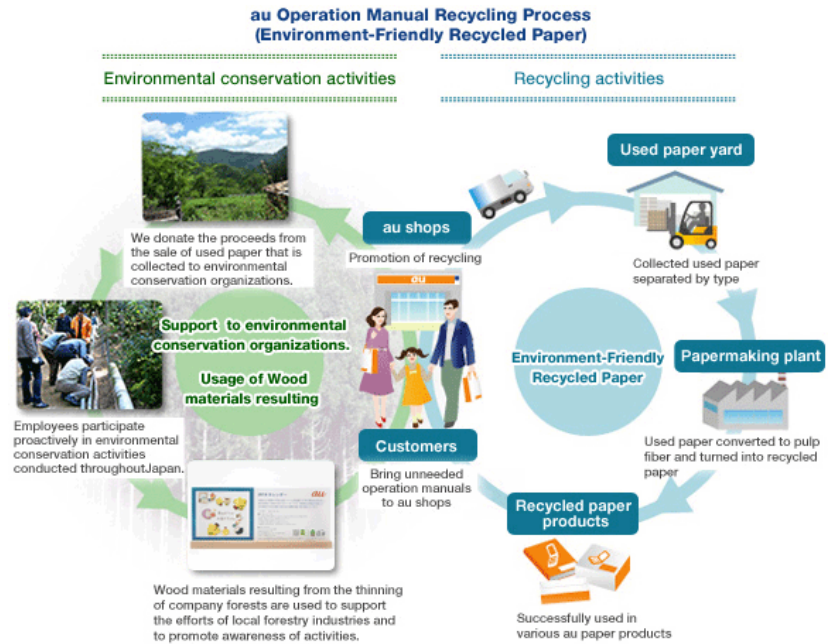 au Operation Manual Recycling Process
(Environment-Friendly Recycled Paper)
Environmental conservation activities
Recycling activities
We donate the proceeds from
the sale of used paper that is
collected to environmental
conservation organizations.
Support to environmental
conservation organizations.
Usage of Wood
materials resulting
Employees participate
proactively in environmental
conservation activities
conducted throughoutJapan.
au
Wood materials resulting from the thinning
of company forests are used to support
the efforts of local forestry industries and
to promote awareness of activities.
au shops
Promotion of recycling
au
Customers
Bring unneeded
operation manuals
to au shops
Used paper yard
Collected used paper
separated by type
Environment-Friendly
Recycled Paper
Papermaking plant
Used paper converted to pulp
fiber and turned into recycled
paper
Recycled paper
products
Successfully used in
various au paper products